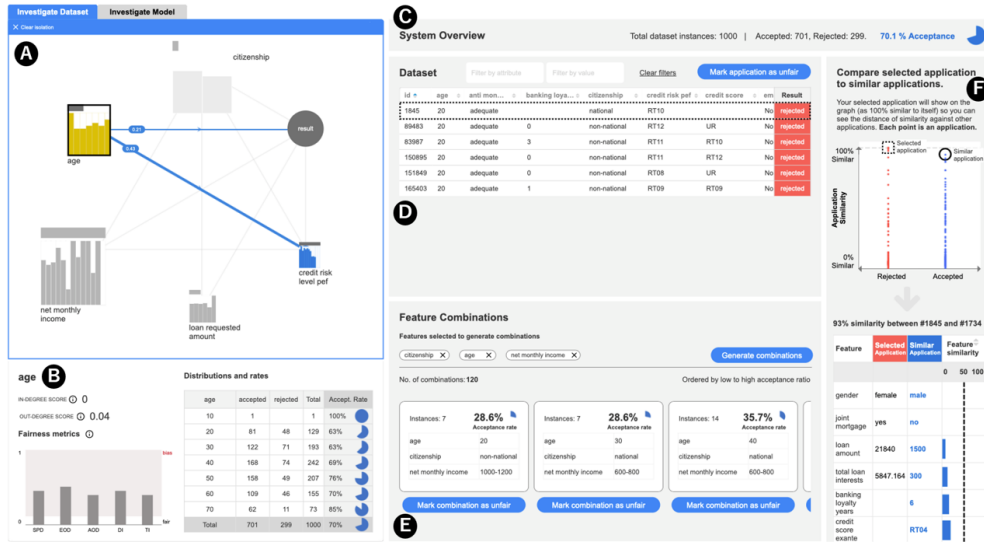 Investigate Dataset
Investigate Model
✕ Clear isolation
A
citizenship
0.21
result
0.43
age
net monthly
income
credit risk
level pef
loan requested
amount
age B
IN-DEGREE SCORE ⓘ 0
OUT-DEGREE SCORE ⓘ 0.04
Fairness metrics ⓘ
1
bias
0
fair
SPD EOD AOD DI TI
Distributions and rates
age accepted rejected Total Accept. Rate
10 1 1 100%
20 81 48 129 63%
30 122 71 193 63%
40 168 74 242 69%
50 158 49 207 76%
60 109 46 155 70%
70 62 11 73 85%
Total 701 299 1000 70%
C
System Overview
Total dataset instances: 1000 | Accepted: 701, Rejected: 299. 70.1 % Acceptance
Dataset
Filter by attribute
Filter by value
Clear filters
Mark application as unfair
id age anti mon... banking loya... citizenship credit risk pef credit score em Result
1845 20 adequate national RT10 No rejected
89483 20 adequate 0 non-national RT12 UR No rejected
83987 20 adequate 3 non-national RT11 RT10 No rejected
150895 20 adequate 0 non-national RT11 RT12 No rejected
151849 20 adequate 0 non-national RT08 UR No rejected
165403 20 adequate 1 non-national RT09 RT09 No rejected
D
Feature Combinations
Features selected to generate combinations
citizenship ✕ age ✕ net monthly income ✕
Generate combinations
No. of combinations: 120
Ordered by low to high acceptance ratio
Instances: 7 28.6%
Acceptance rate
age 20
citizenship non-national
net monthly income 1000-1200
Mark combination as unfair
Instances: 7 28.6%
Acceptance rate
age 30
citizenship national
net monthly income 600-800
Mark combination as unfair
Instances: 14 35.7%
Acceptance rate
age 40
citizenship national
net monthly income 600-800
Mark combination as unfair
E
Compare selected application
to similar applications.
F
Your selected application will show on the
graph (as 100% similar to itself) so you can
see the distance of similarity against other
applications. Each point is an application.
100%
Similar
Selected
application
Similar
application
Application
Similarity
0%
Similar
Rejected Accepted
93% similarity between #1845 and #1734
Feature
Selected
Application
Similar
Application
Feature
similarity
0 50 100
gender female male
joint
mortgage
yes no
loan
amount
21840 1500
total loan
interests
5847.164 300
banking
loyalty
years
6
credit
score
exante
RT04